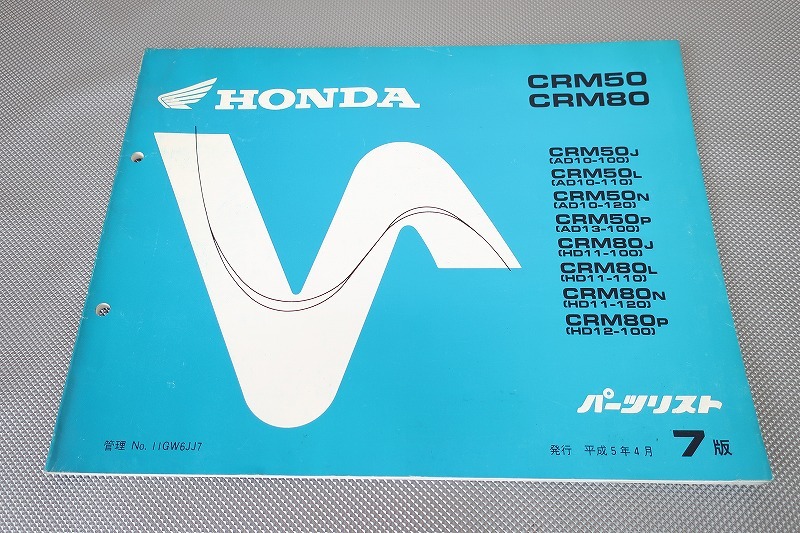 HONDA
CRM50
CRM80
CRM50J
(AD10-100)
CRM50L
(AD10-110)
CRM50N
(AD10-120)
CRM50P
(AD13-100)
CRM80J
(HD11-100)
CRM80L
(HD11-110)
CRM80N
(HD11-120)
CRM80P
(HD12-100)
パーツリスト
管理 No. 11GW6JJ7
発行 平成5年4月 7版